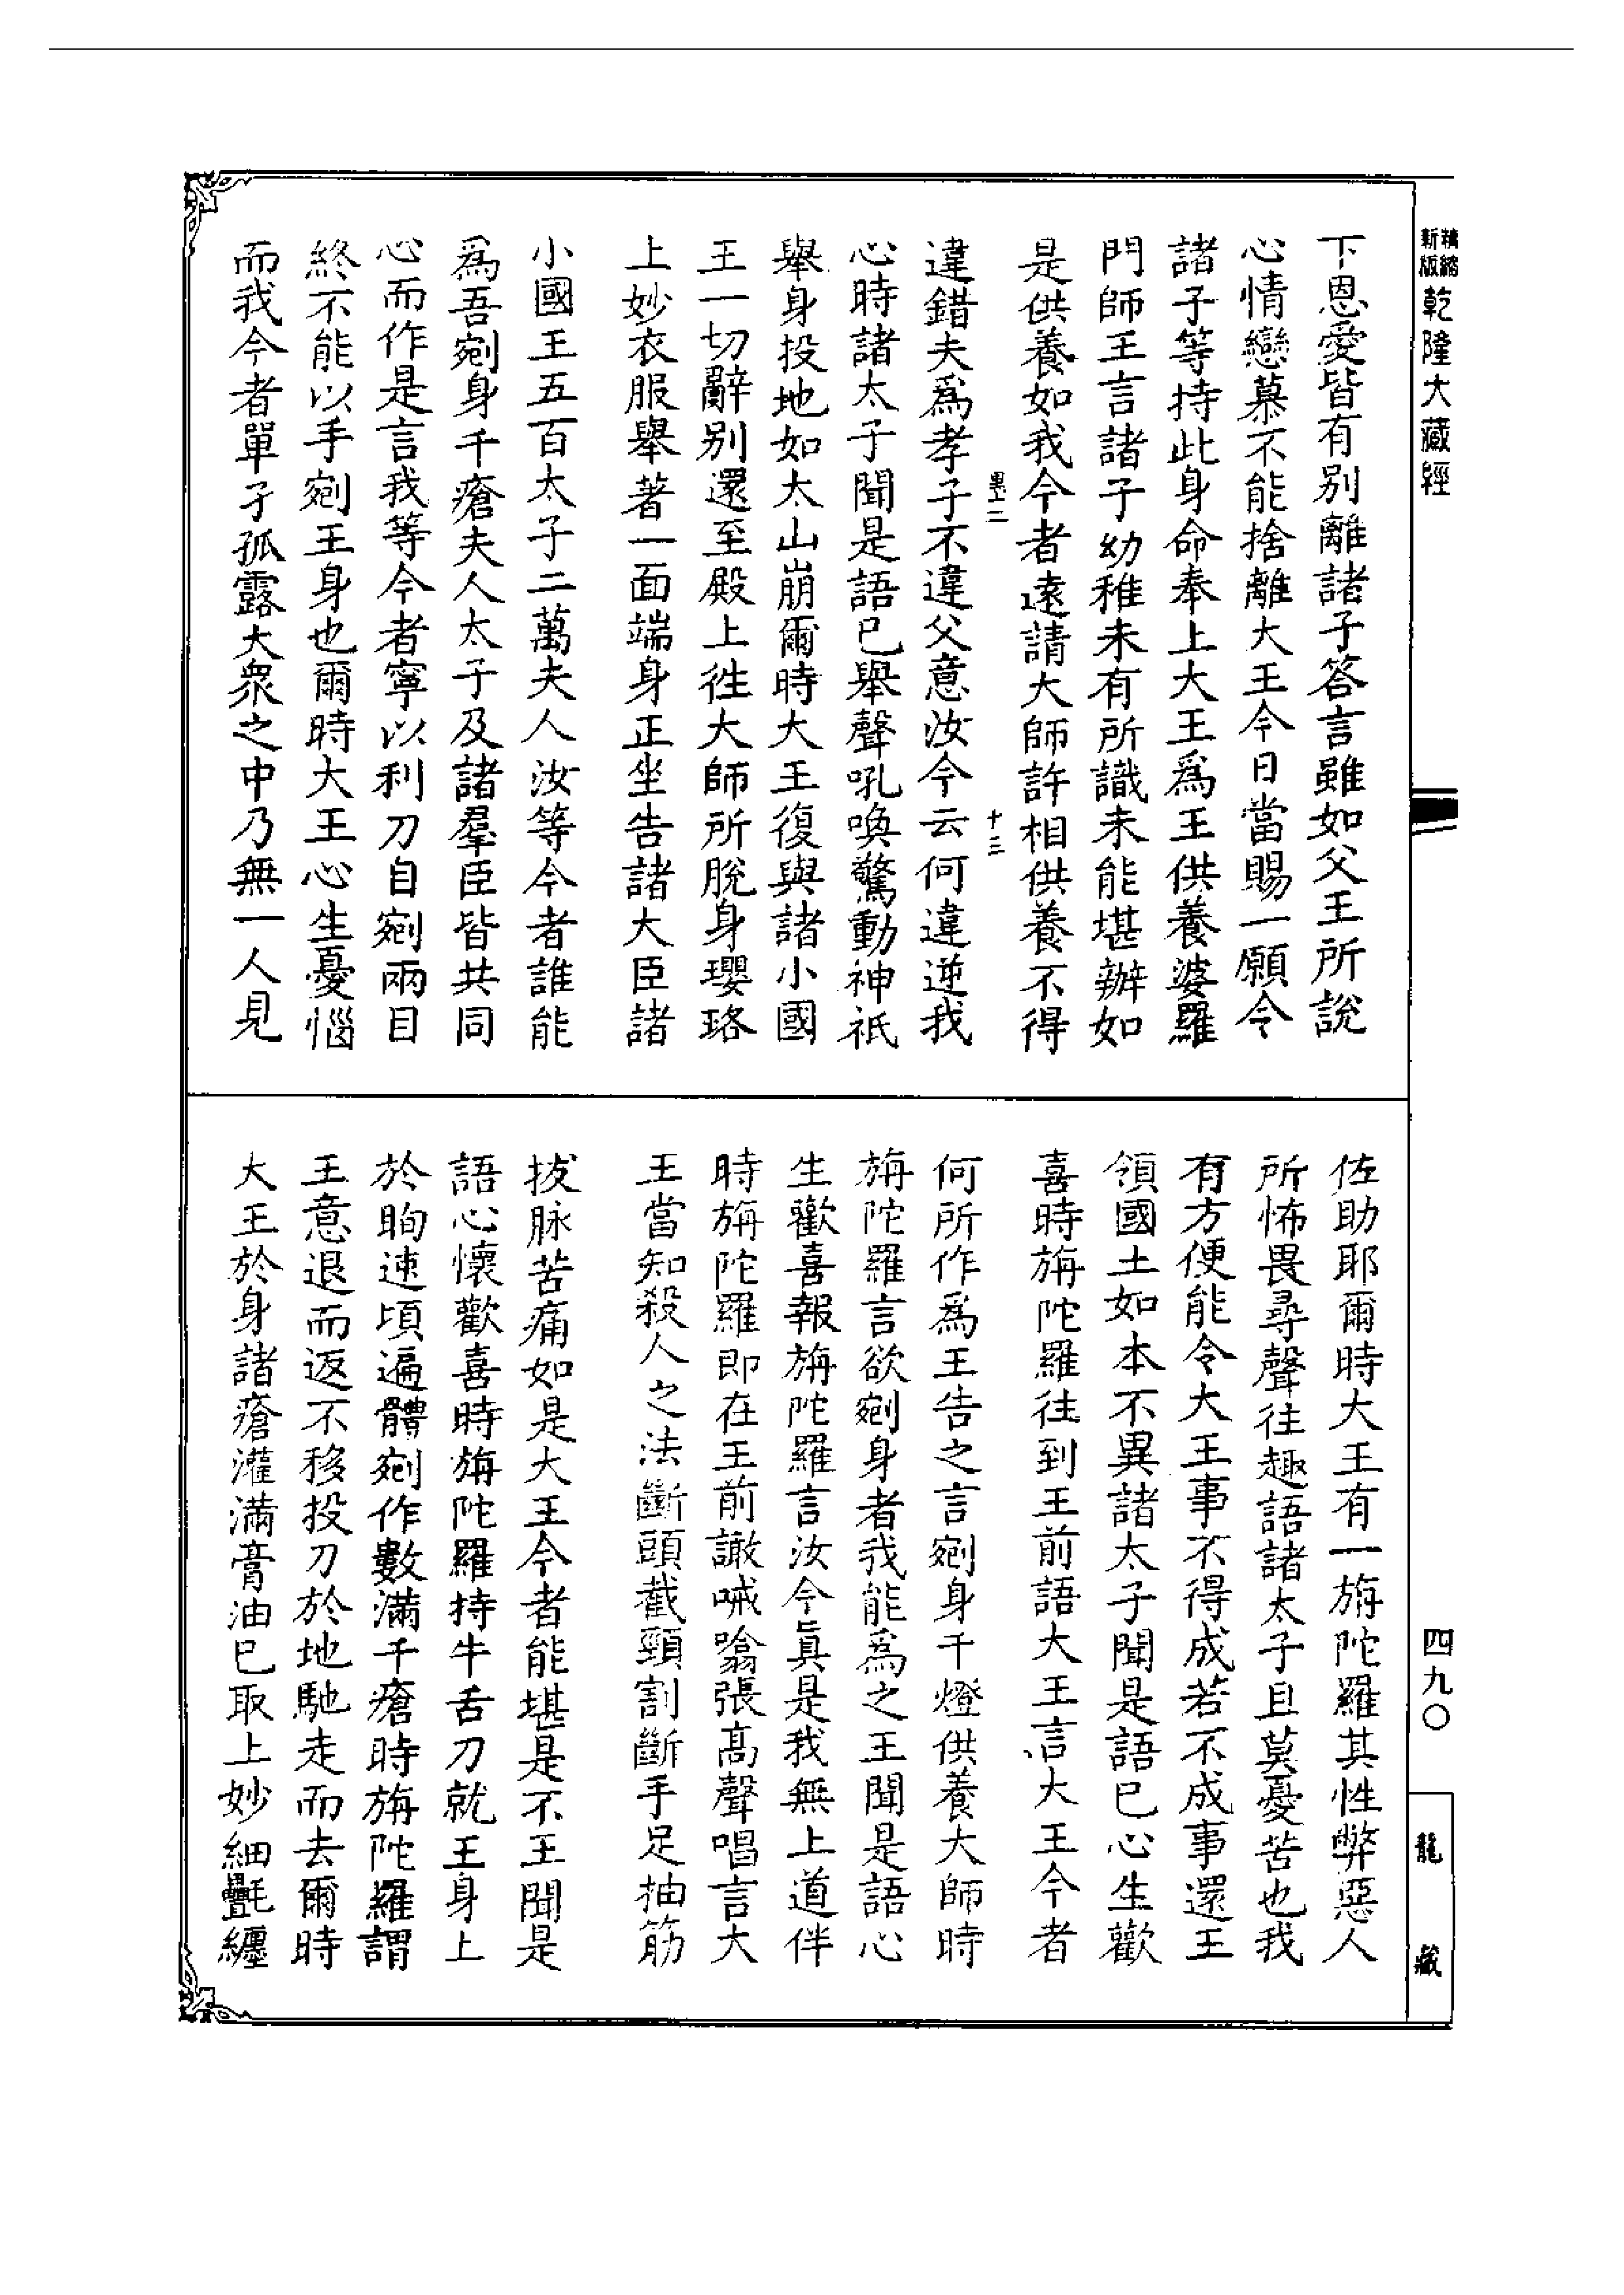 精縮新版乾隆大藏經
下恩愛皆有别離諸子答言雖如父王所說
心情戀慕不能捨離大王今日當賜一願令
諸子等持此身命奉上大王爲王供養婆羅
門師王言諸子幼稚未有所識未能堪辦如
是供養如我今者遠請大師許相供養不得
十三
違錯夫爲孝子不違父意汝今云何違逆我
心時諸太子聞是語已舉聲吼喚驚動神祇
舉身投地如太山崩爾時大王復與諸小國
王一切辭别還至殿上徃大師所脫身瓔珞
上妙衣服舉著一面端身正坐告諸大臣諸
小國王五百太子二萬夫人汝等今者誰能
爲吾剜身千瘡夫人太子及諸羣臣皆共同
心而作是言我等今者寧以利刀自剜兩目
終不能以手剜王身也爾時大王心生憂惱
而我今者單孑孤露大衆之中乃無一人見
佐助耶爾時大王有一旃陀羅其性弊惡人
所怖畏尋聲往趣語諸太子且莫憂苦也我
有方便能令大王事不得成若不成事還王
領國土如本不異諸太子聞是語已心生歡
喜時旃陀羅往到王前語大王言大王今者
何所作爲王告之言剜身千燈供養大師時
旃陀羅言欲剜身者我能爲之王聞是語心
生歡喜報旃陀羅言汝今眞是我無上道伴
時旃陀羅即在王前譀㖑噏張髙聲唱言大
王當知殺人之法斷頭截頸割斷手足抽筋
拔脉苦痛如是大王今者能堪是不王聞是
語心懷歡喜時旃陀羅持牛舌刀就王身上
於眴速頃遍體剜作數滿千瘡時旃陀羅謂
王意退而返不移投刀於地馳走而去爾時
大王於身諸瘡灌滿膏油已取上妙細㲲纏
四九〇
龍藏